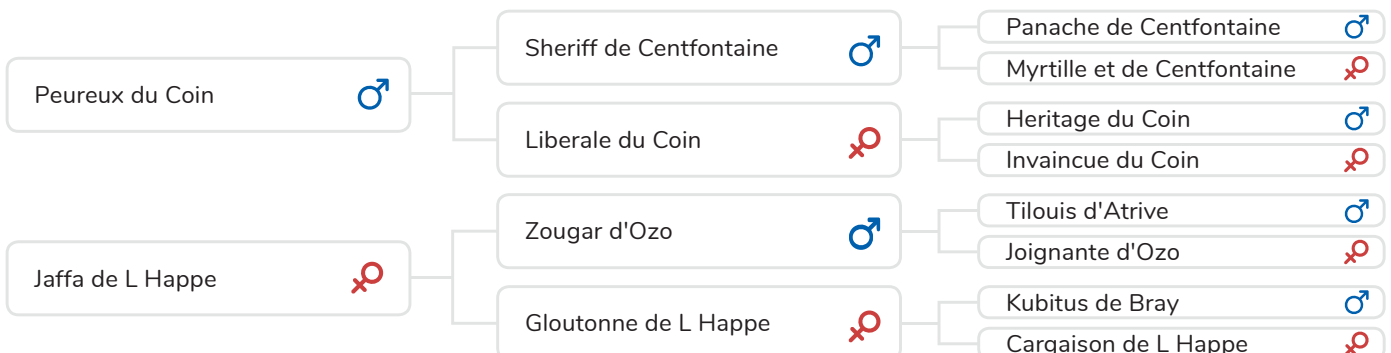 Peureux du Coin
Sheriff de Centfontaine
Panache de Centfontaine
Myrtille et de Centfontaine
Liberale du Coin
Heritage du Coin
Invaincue du Coin
Jaffa de L Happe
Zougar d'Ozo
Tilouis d'Atrive
Joignante d'Ozo
Gloutonne de L Happe
Kubitus de Bray
Cargaison de L Happe